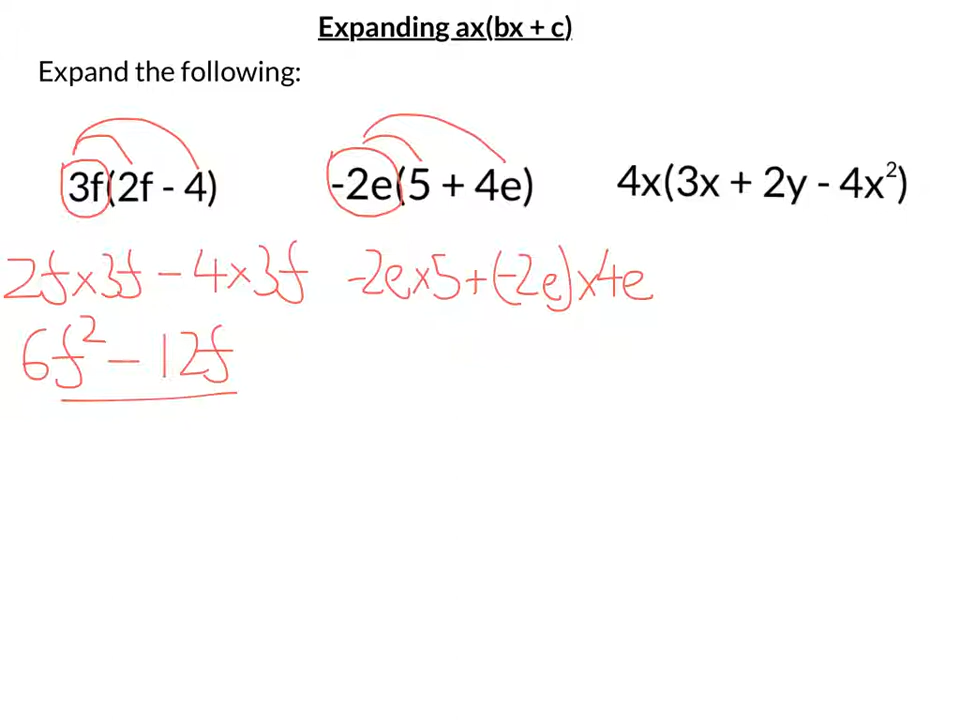 Expanding ax(bx + c)
Expand the following:
3f(2f - 4)
-2e(5 + 4e)
4x(3x + 2y - 4x²)
2f×3f - 4×3f
-2e×5+(-2e)×4e
6f² - 12f